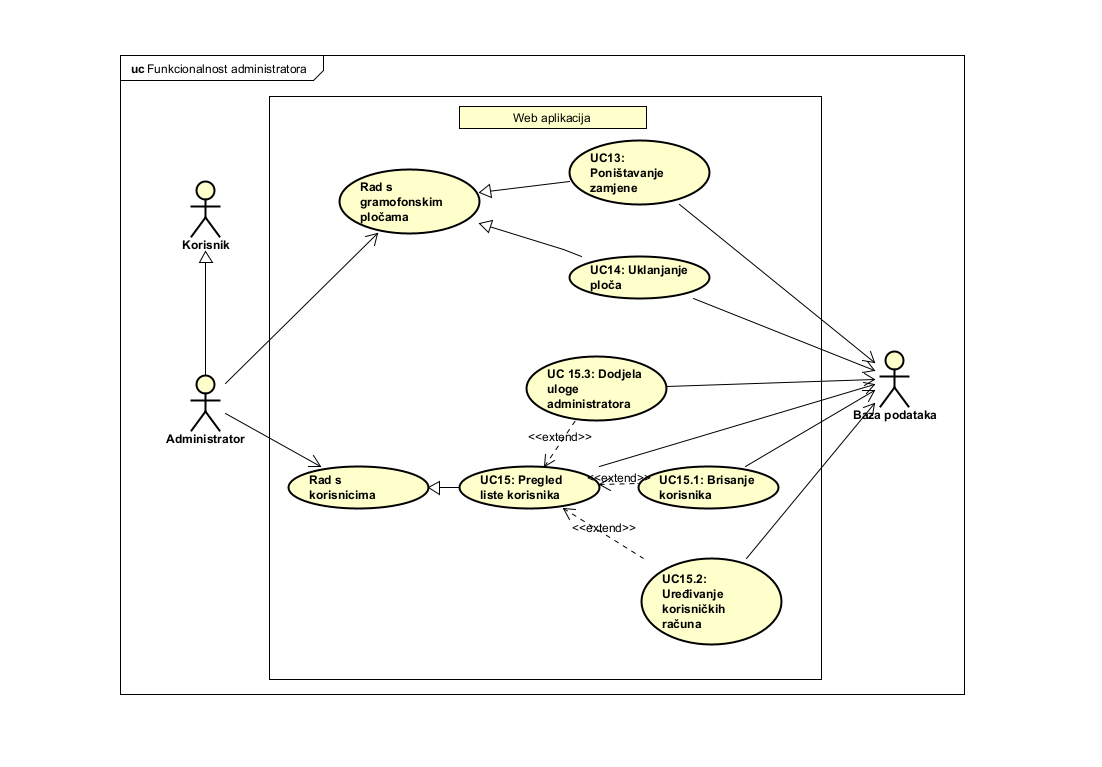 uc Funkcionalnost administratora
Web aplikacija
UC13:
Poništavanje
zamjene
Rad s
gramofonskim
pločama
Korisnik
UC14: Uklanjanje
ploča
UC 15.3: Dodjela
uloge
administratora
Baza podataka
Administrator
<<extend>>
Rad s
korisnicima
UC15: Pregled
liste korisnika
<<extend>>
UC15.1: Brisanje
korisnika
<<extend>>
UC15.2:
Uređivanje
korisničkih
računa